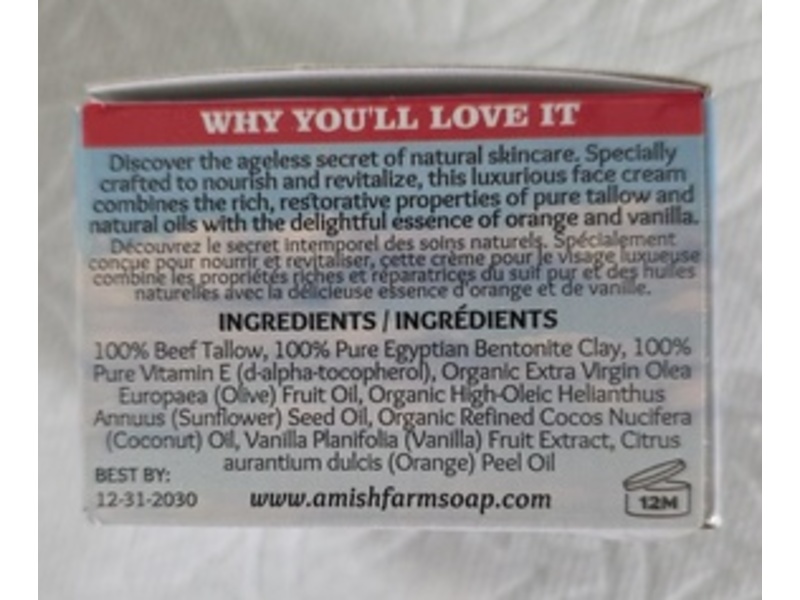 WHY YOU'LL LOVE IT
Discover the ageless secret of natural skincare. Specially
crafted to nourish and revitalize, this luxurious face cream
combines the rich, restorative properties of pure tallow and
natural oils with the delightful essence of orange and vanilla.
Découvrez le secret intemporel des soins naturels. Spécialement
conçue pour nourrir et revitaliser, cette crème pour le visage luxueuse
combine les propriétés riches et réparatrices du suif pur et des huiles
naturelles avec la délicieuse essence d'orange et de vanille.
INGREDIENTS / INGRÉDIENTS
100% Beef Tallow, 100% Pure Egyptian Bentonite Clay, 100%
Pure Vitamin E (d-alpha-tocopherol), Organic Extra Virgin Olea
Europaea (Olive) Fruit Oil, Organic High-Oleic Helianthus
Annuus (Sunflower) Seed Oil, Organic Refined Cocos Nucifera
(Coconut) Oil, Vanilla Planifolia (Vanilla) Fruit Extract, Citrus
aurantium dulcis (Orange) Peel Oil
BEST BY:
12-31-2030
www.amishfarmsoap.com
12M